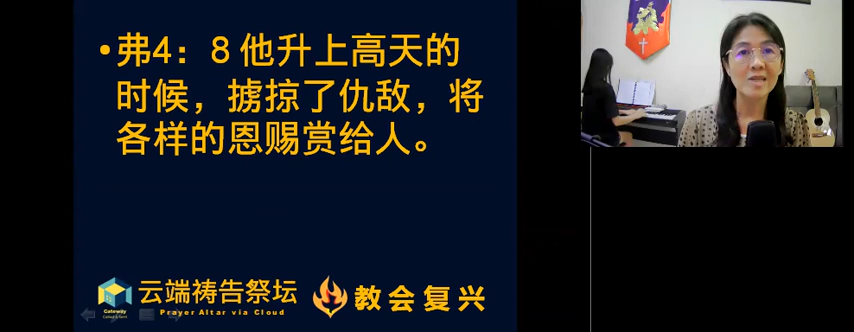 •弗4：8 他升上高天的
时候，掳掠了仇敌，将
各样的恩赐赏给人。
云端祷告祭坛
Prayer Altar via Cloud
Gateway
教会复兴